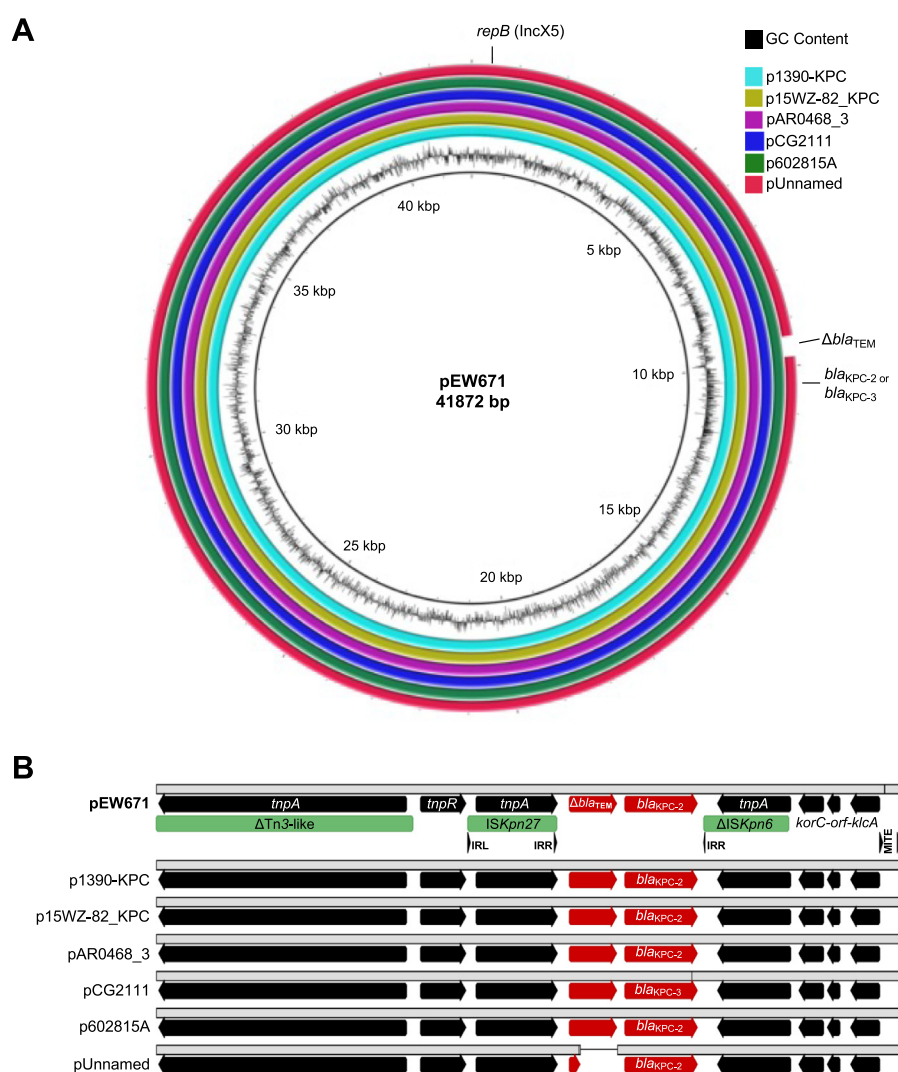 A
repB (IncX5)
GC Content
p1390-KPC
p15WZ-82_KPC
pAR0468_3
pCG2111
p602815A
pUnnamed
40 kbp
5 kbp
35 kbp
ΔblaTEM
10 kbp
blaKPC-2 or
blaKPC-3
pEW671
41872 bp
30 kbp
15 kbp
25 kbp
20 kbp
B
pEW671 tnpA tnpR tnpA ΔblaTEM blaKPC-2 tnpA
ΔTn3-like ISKpn27 ΔISKpn6 korC-orf-klcA
IRL IRR IRR MITE
p1390-KPC blaKPC-2
p15WZ-82_KPC blaKPC-2
pAR0468_3 blaKPC-2
pCG2111 blaKPC-3
p602815A blaKPC-2
pUnnamed blaKPC-2